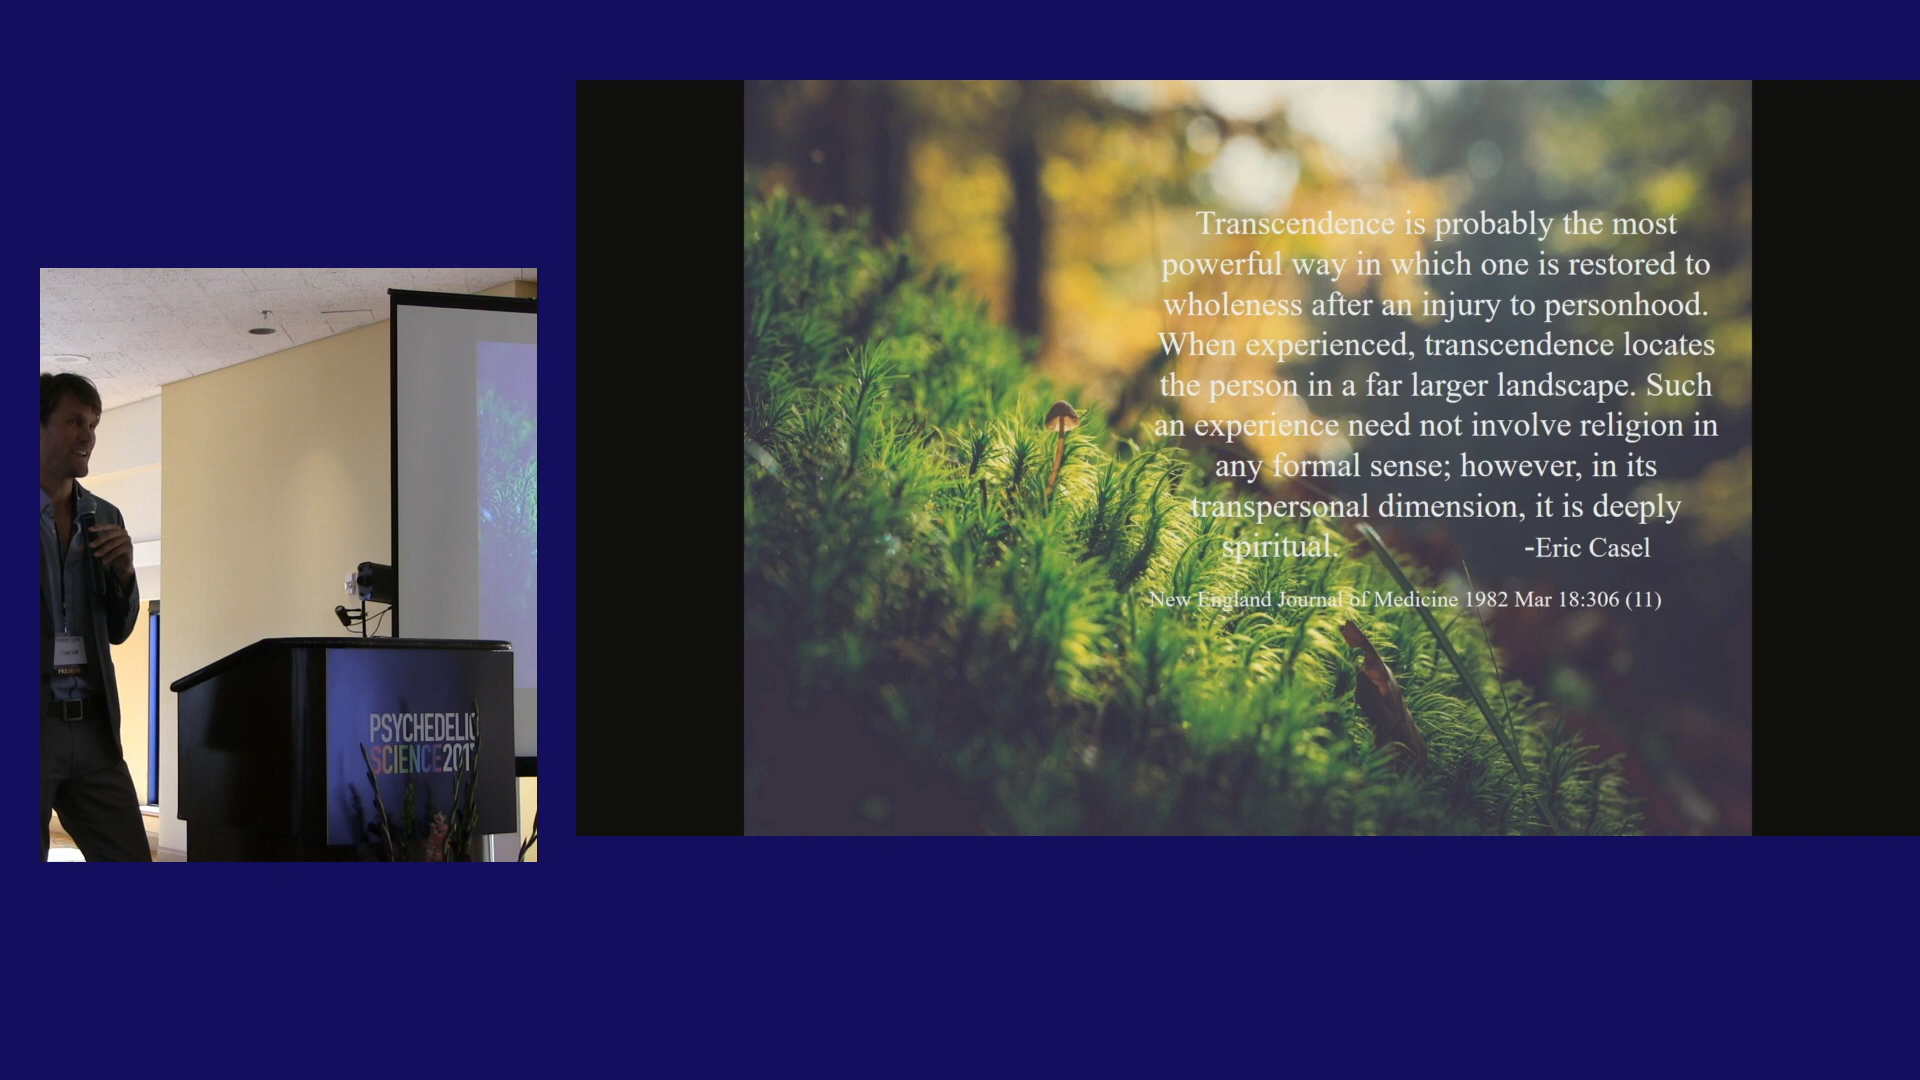 Transcendence is probably the most
powerful way in which one is restored to
wholeness after an injury to personhood.
When experienced, transcendence locates
the person in a far larger landscape. Such
an experience need not involve religion in
any formal sense; however, in its
transpersonal dimension, it is deeply
spiritual. -Eric Casel
New England Journal of Medicine 1982 Mar 18:306 (11)
PSYCHEDELIC
SCIENCE2017